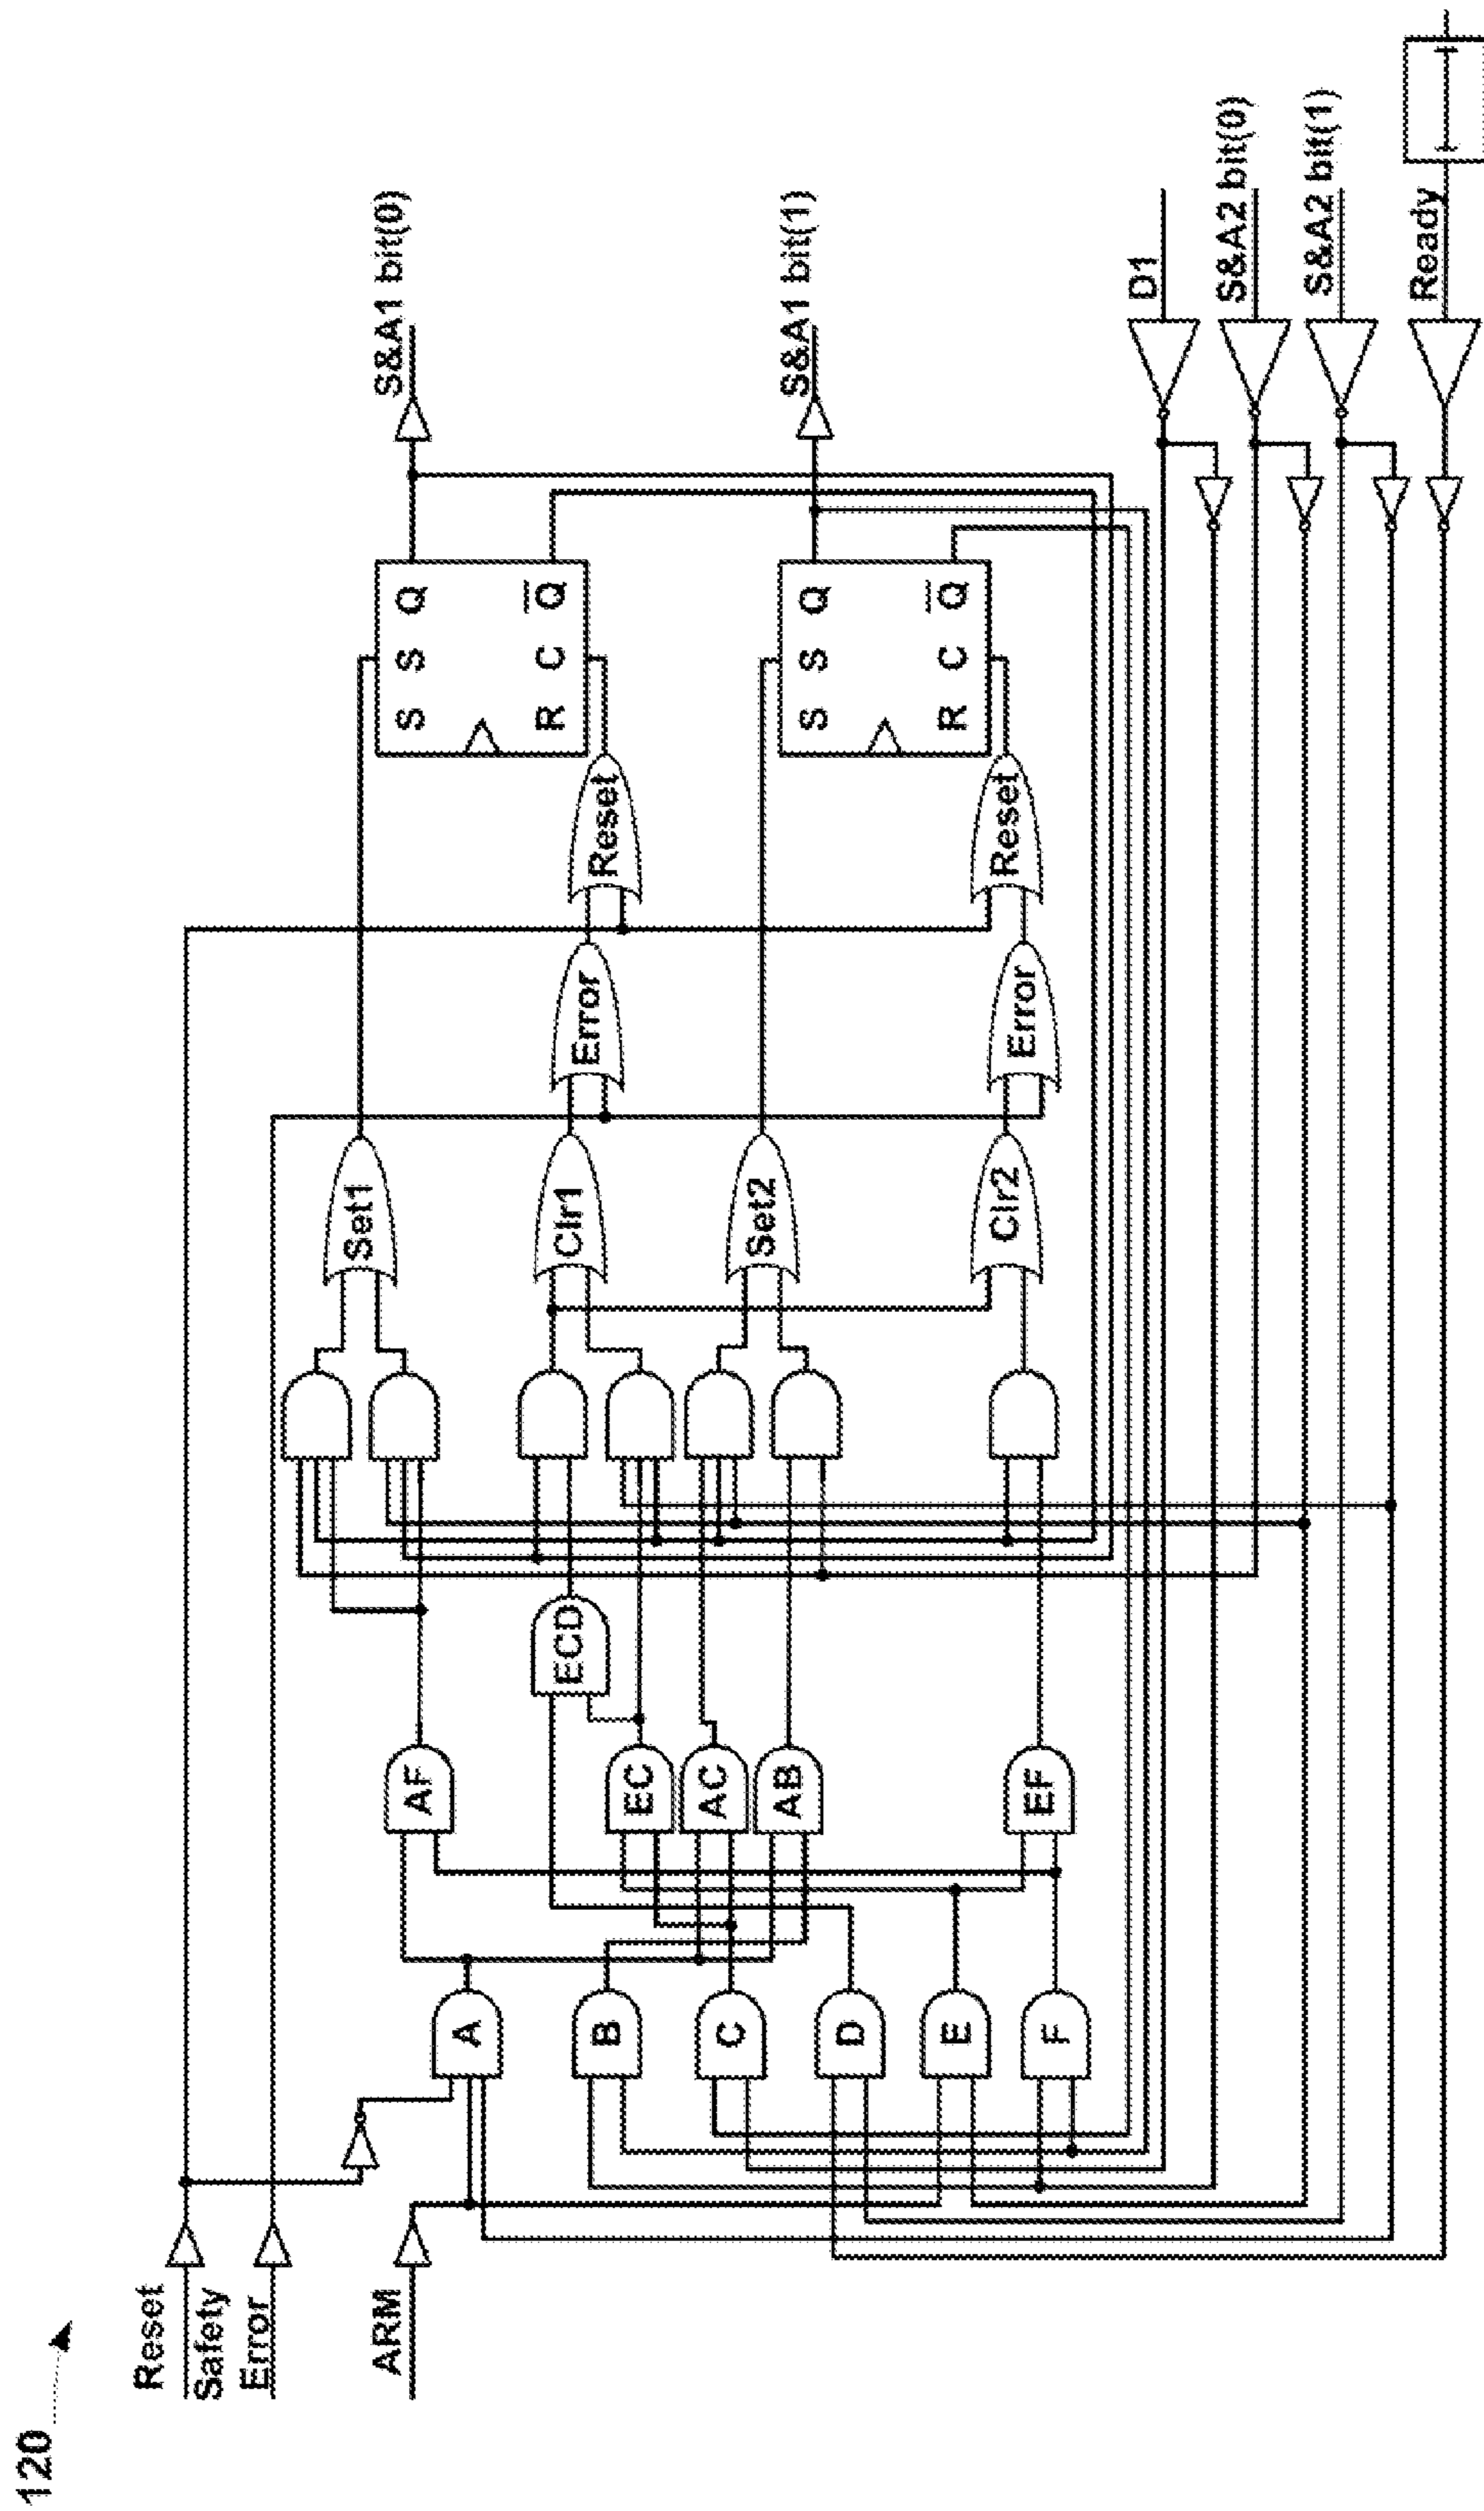 120
Reset
Safety
Error
ARM
A
B
C
D
E
F
AF
EC
AC
AB
EF
ECD
Set1
Clr1
Set2
Clr2
Error
Error
Reset
Reset
S S Q
R C Q
S S Q
R C Q
S&A1 bit(0)
S&A1 bit(1)
D1
S&A2 bit(0)
S&A2 bit(1)
Ready